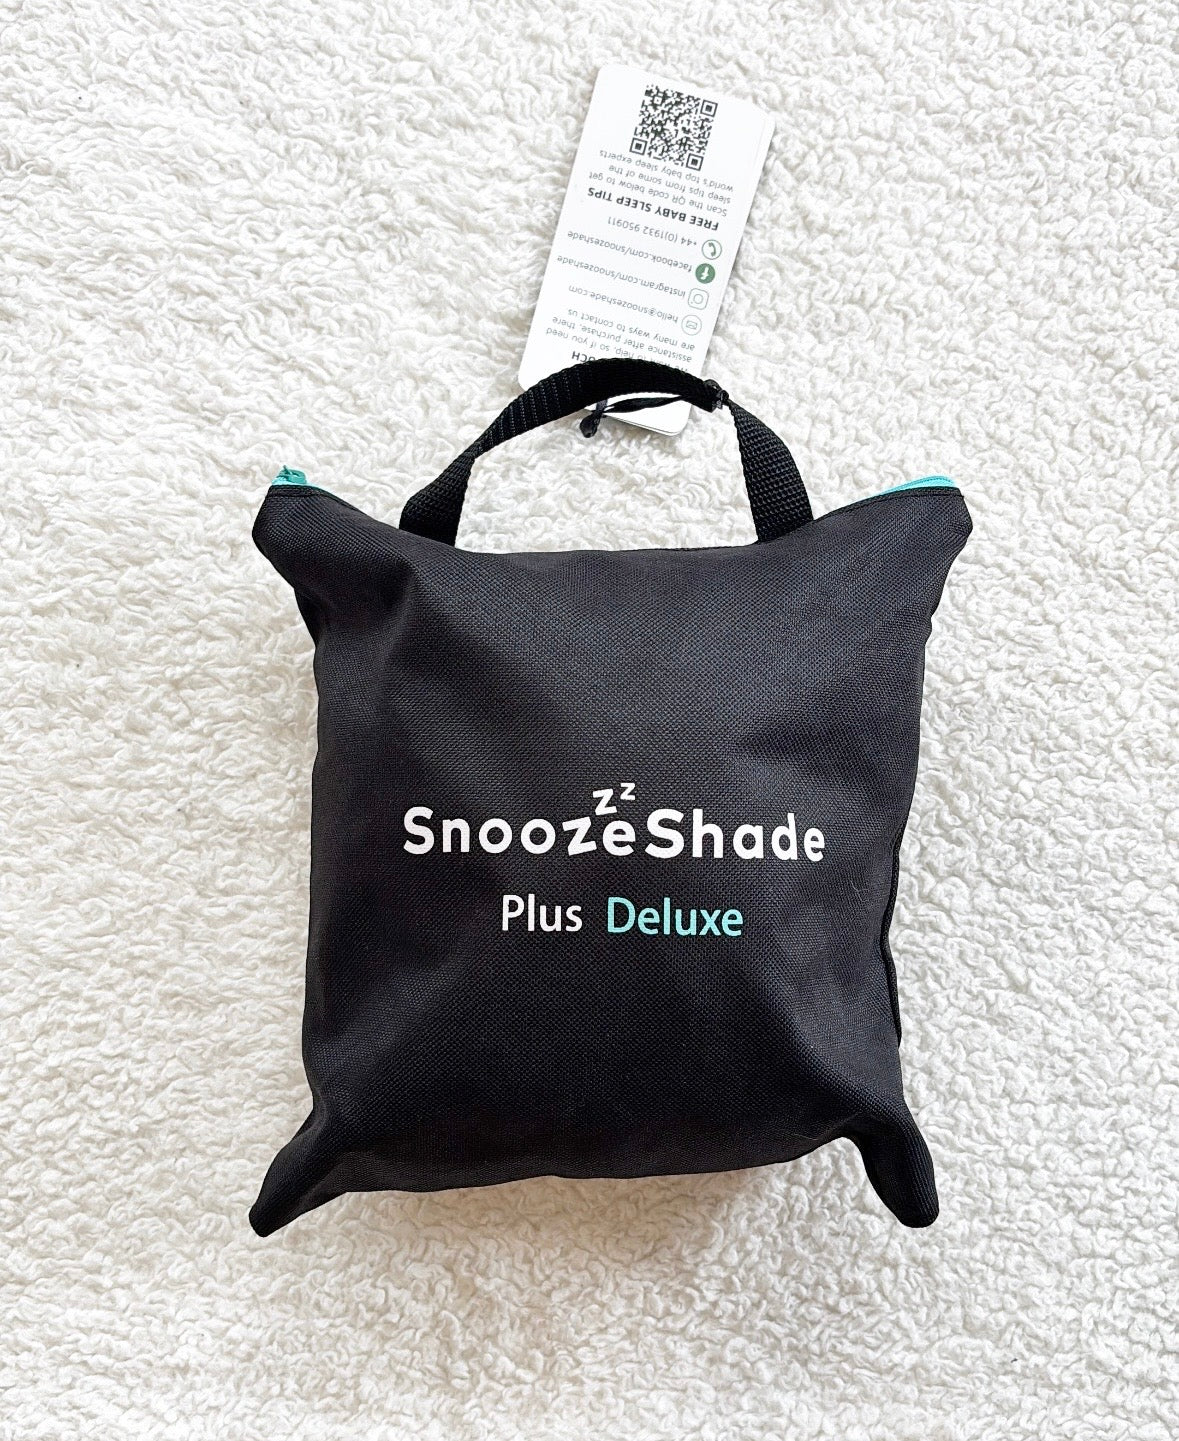 zz
SnoozeShade
Plus Deluxe
assistance after purchase, there
are many ways to contact us
hello@snoozeshade.com
instagram.com/snoozeshade
facebook.com/snoozeshade
+44 (0)1932 950911
FREE BABY SLEEP TIPS
Scan the QR code below to get
sleep tips from some of the
world's top baby sleep experts